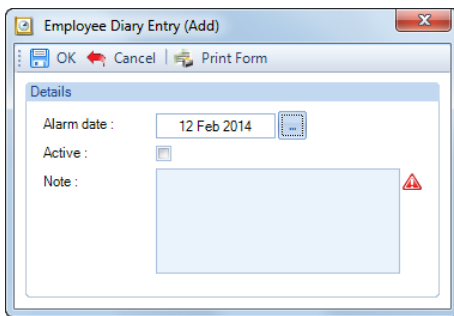 Employee Diary Entry (Add)
OK Cancel Print Form
Details
Alarm date : 12 Feb 2014 ...
Active :
Note :